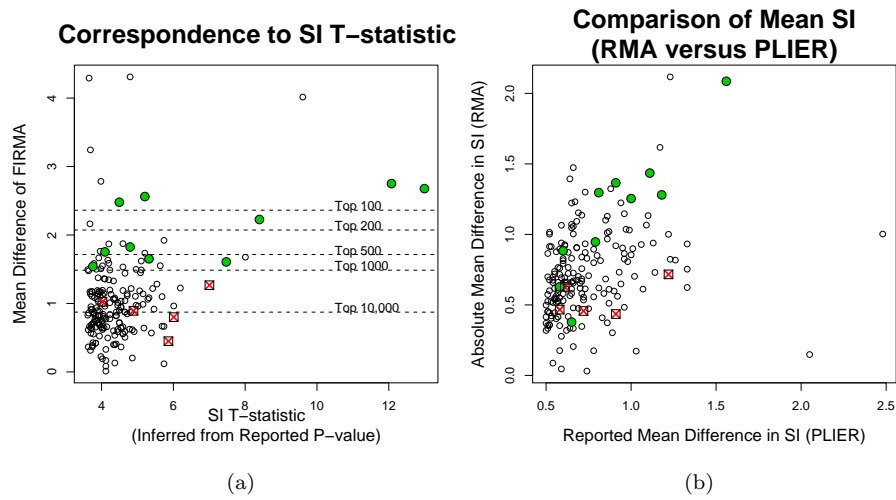 Correspondence to SI T−statistic
Mean Difference of FIRMA
4
3
2
1
0
Top 100
Top 200
Top 500
Top 1000
Top 10,000
4 6 8 10 12
SI T−statistic
(Inferred from Reported P−value)
(a)
Comparison of Mean SI
(RMA versus PLIER)
Absolute Mean Difference in SI (RMA)
2.0
1.5
1.0
0.5
0.0
0.5 1.0 1.5 2.0 2.5
Reported Mean Difference in SI (PLIER)
(b)